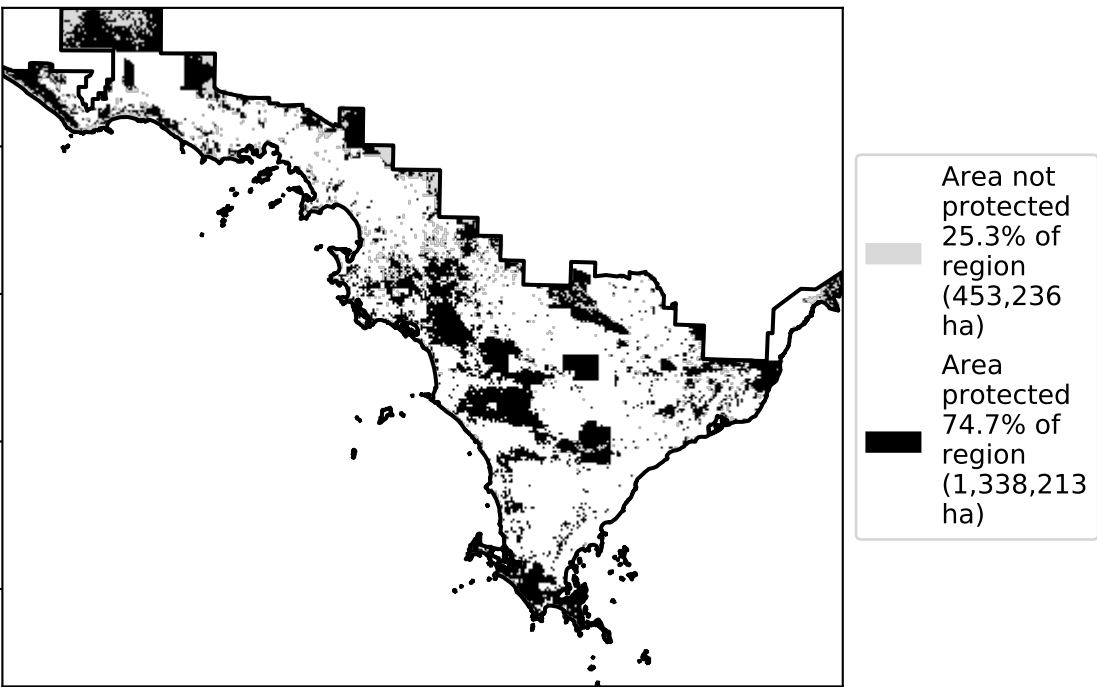 Area not
protected
25.3% of
region
(453,236
ha)
Area
protected
74.7% of
region
(1,338,213
ha)